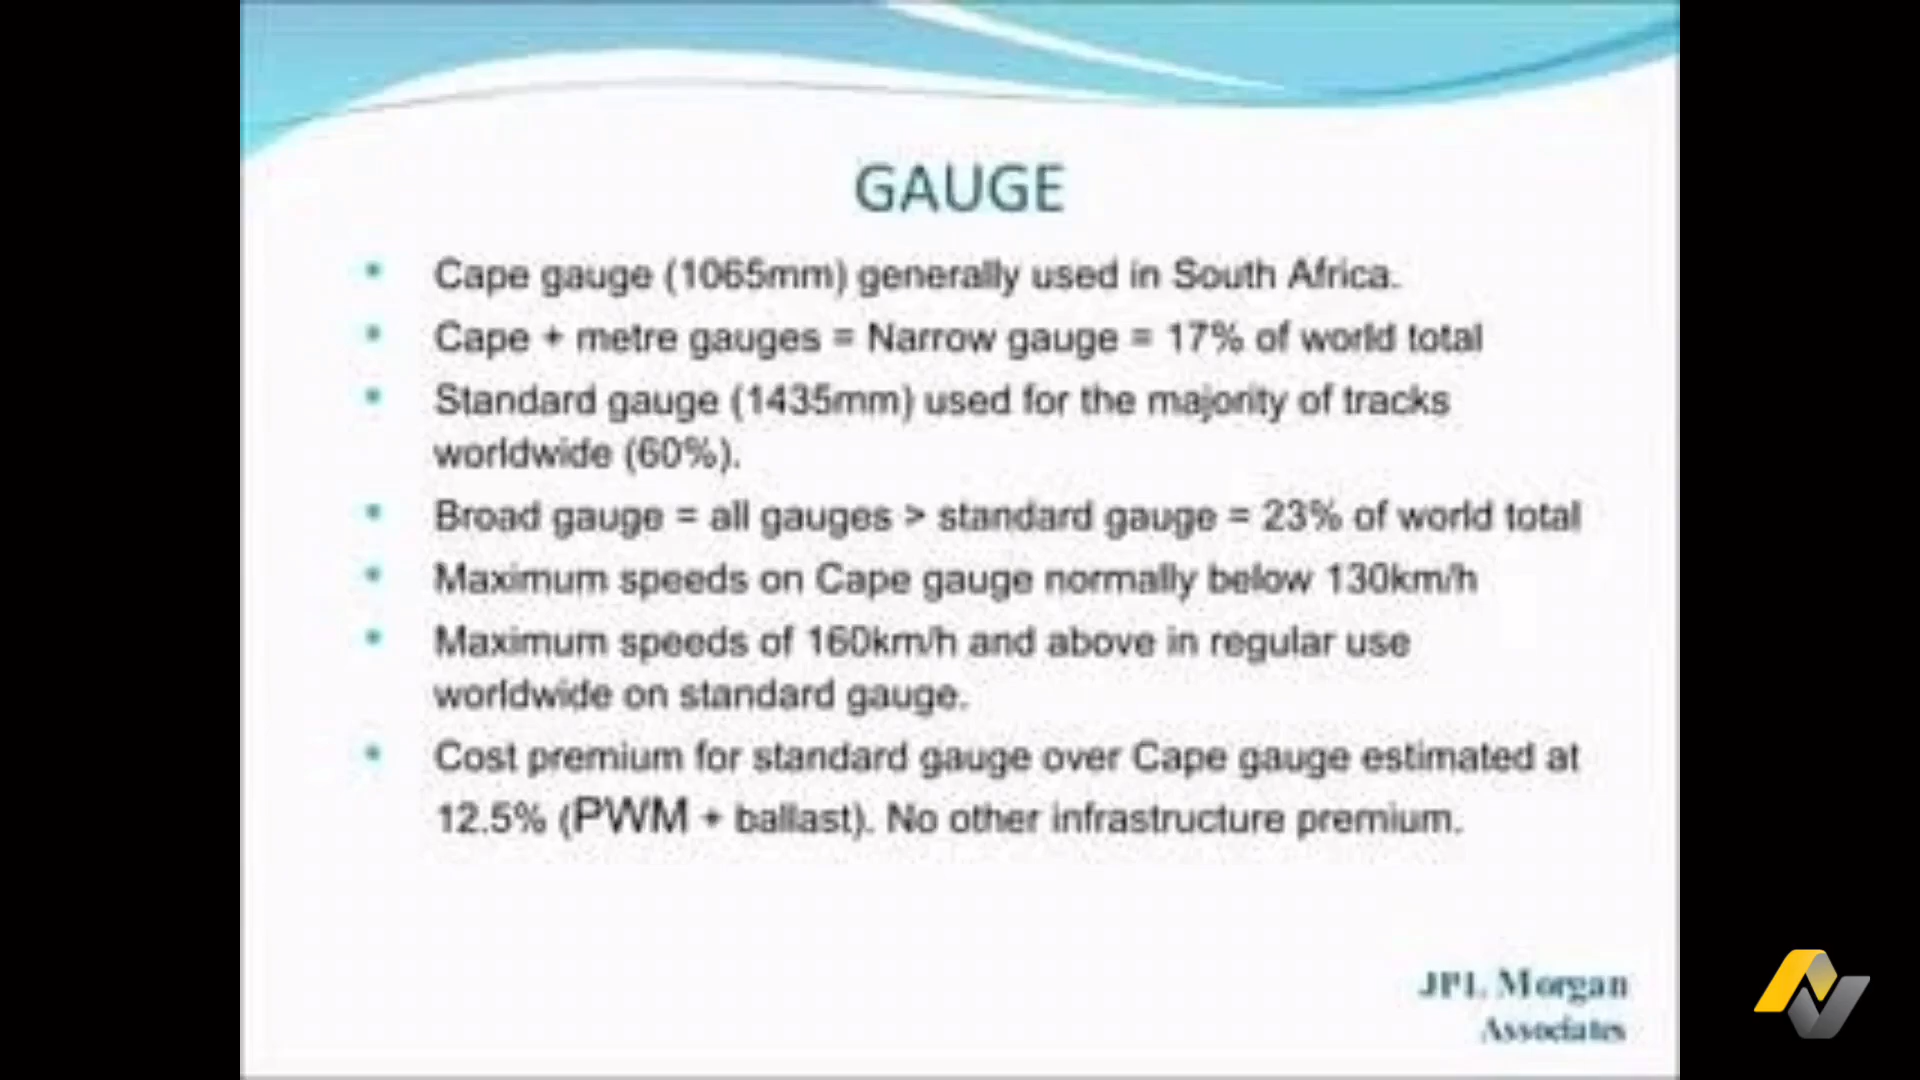 GAUGE
• Cape gauge (1065mm) generally used in South Africa.
• Cape + metre gauges = Narrow gauge = 17% of world total
• Standard gauge (1435mm) used for the majority of tracks
worldwide (60%).
• Broad gauge = all gauges > standard gauge = 23% of world total
• Maximum speeds on Cape gauge normally below 130km/h
• Maximum speeds of 160km/h and above in regular use
worldwide on standard gauge.
• Cost premium for standard gauge over Cape gauge estimated at
12.5% (PWM + ballast). No other infrastructure premium.
JPL Morgan
Associates